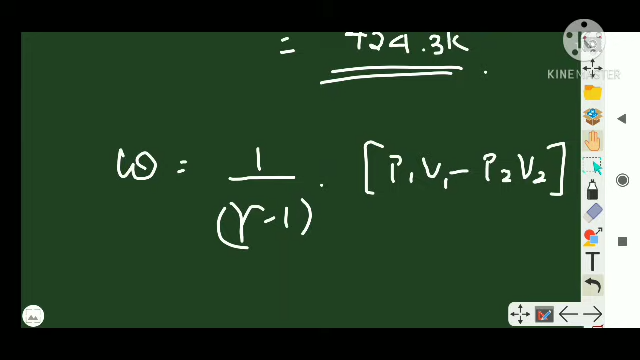 = 424.3K
KINEMASTER
W = 1/(γ-1) . [P₁V₁ - P₂V₂]
T